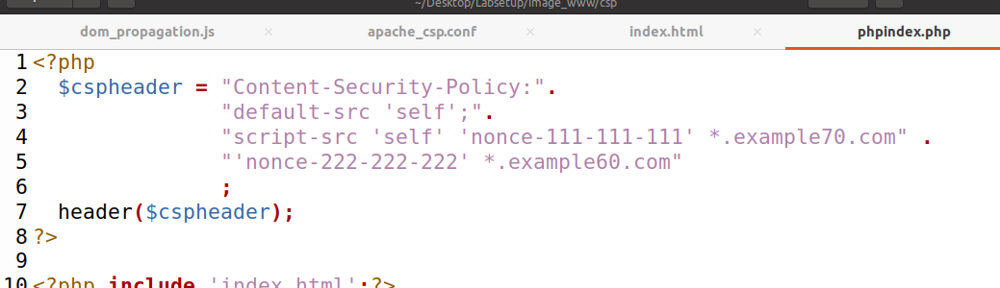 ~/Desktop/Labsetup/image_www/csp
dom_propagation.js × apache_csp.conf × index.html × phpindex.php
1 <?php
2 $cspheader = "Content-Security-Policy:".
3 "default-src 'self';".
4 "script-src 'self' 'nonce-111-111-111' *.example70.com" .
5 "'nonce-222-222-222' *.example60.com"
6 ;
7 header($cspheader);
8 ?>
9
10 <?php include 'index.html';?>